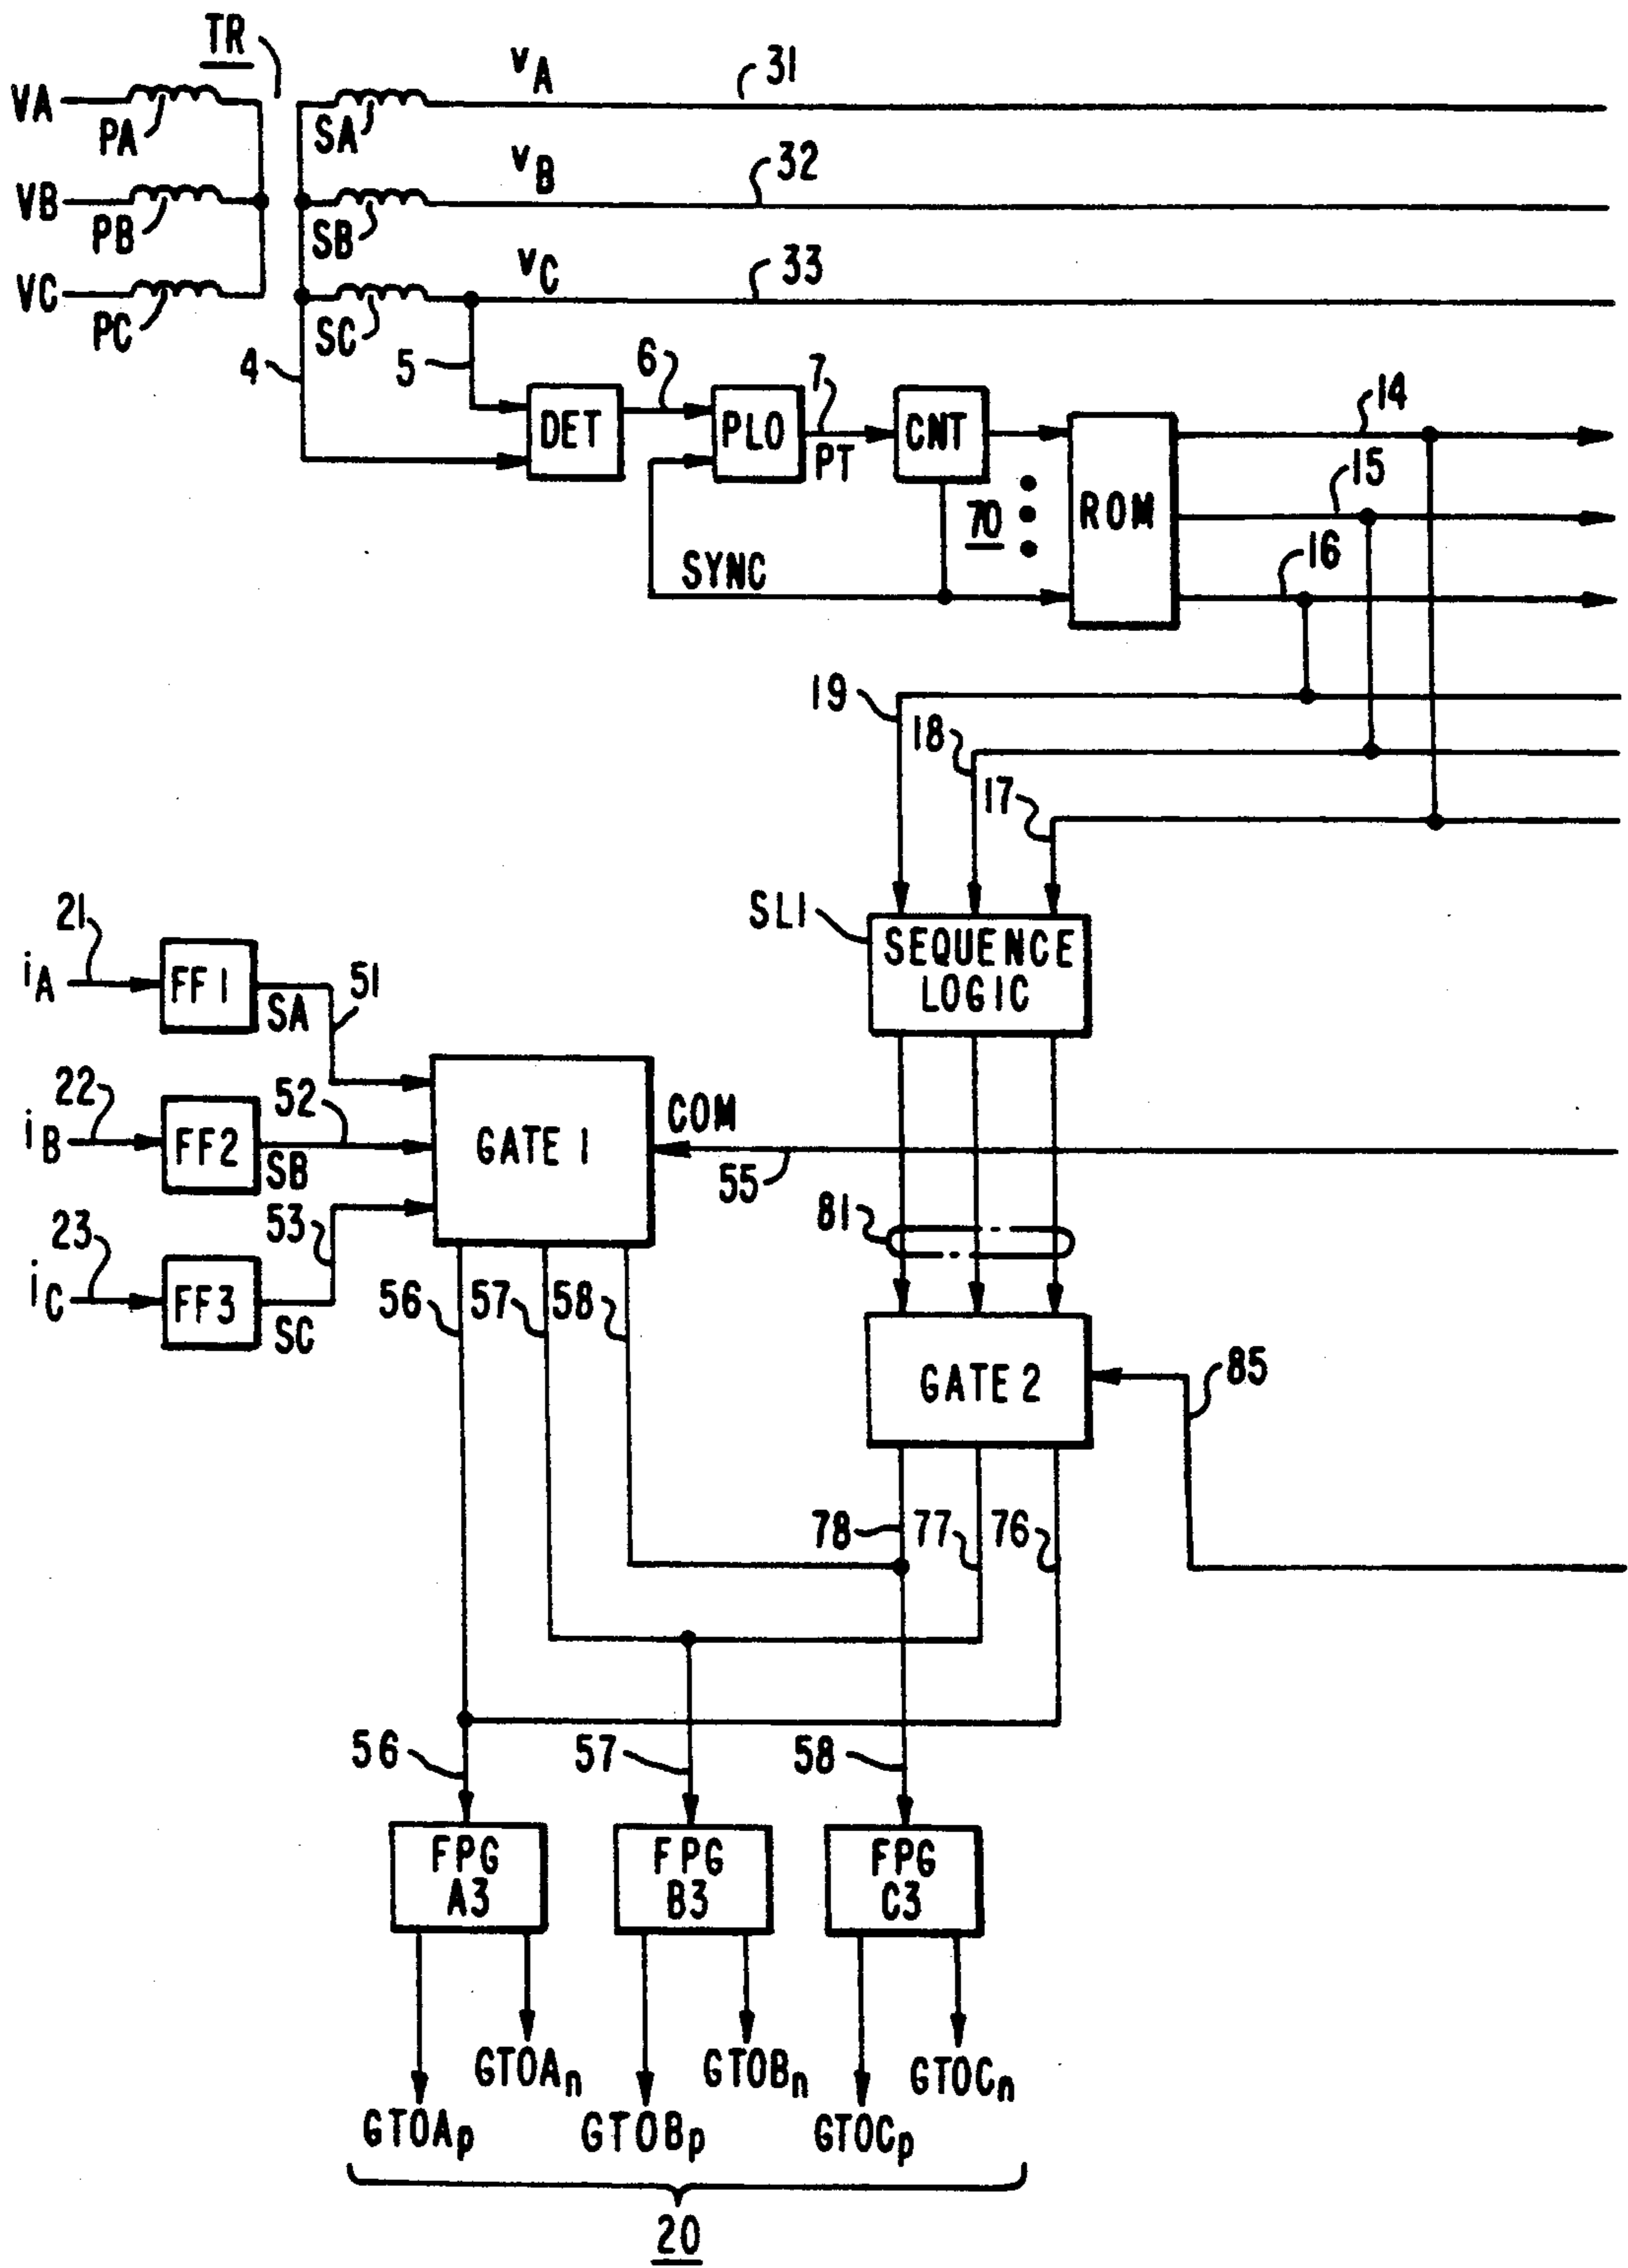 TR
VA
PA
SA
vA
31
VB
PB
SB
vB
32
VC
PC
SC
vC
33
4
5
DET
6
PLO
7
PT
CNT
70
ROM
14
15
16
SYNC
19
18
17
SL1
SEQUENCE
LOGIC
iA
21
FF1
SA
51
iB
22
FF2
SB
52
iC
23
FF3
SC
53
GATE 1
COM
55
81
56
57
58
GATE 2
85
78
77
76
56
57
58
FPG
A3
FPG
B3
FPG
C3
GTOAn
GTOBn
GTOCn
GTOAp
GTOBp
GTOCp
20